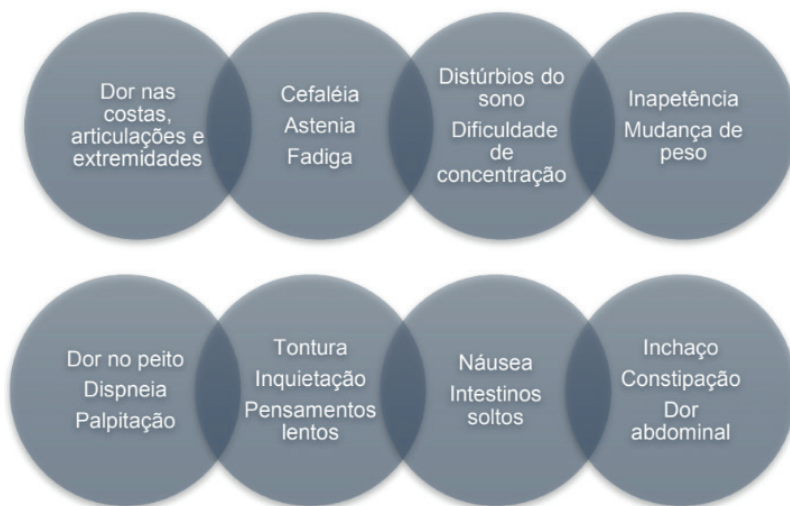 Dor nas
costas,
articulações e
extremidades
Cefaléia
Astenia
Fadiga
Distúrbios do
sono
Dificuldade
de
concentração
Inapetência
Mudança de
peso
Dor no peito
Dispneia
Palpitação
Tontura
Inquietação
Pensamentos
lentos
Náusea
Intestinos
soltos
Inchaço
Constipação
Dor
abdominal